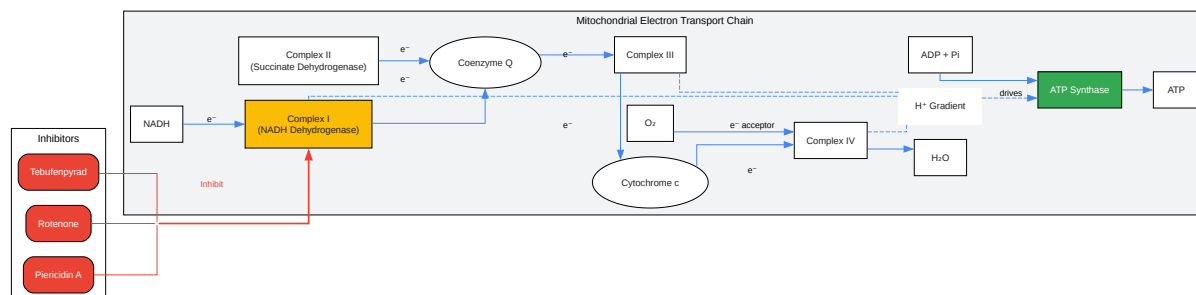 Mitochondrial Electron Transport Chain
Complex II
(Succinate Dehydrogenase)
e⁻
e⁻
Coenzyme Q
e⁻
Complex III
ADP + Pi
ATP Synthase
ATP
H⁺ Gradient
drives
NADH
e⁻
Complex I
(NADH Dehydrogenase)
e⁻
O₂
e⁻ acceptor
Complex IV
H₂O
Cytochrome c
e⁻
Inhibitors
Tebufenpyrad
Rotenone
Piericidin A
Inhibit